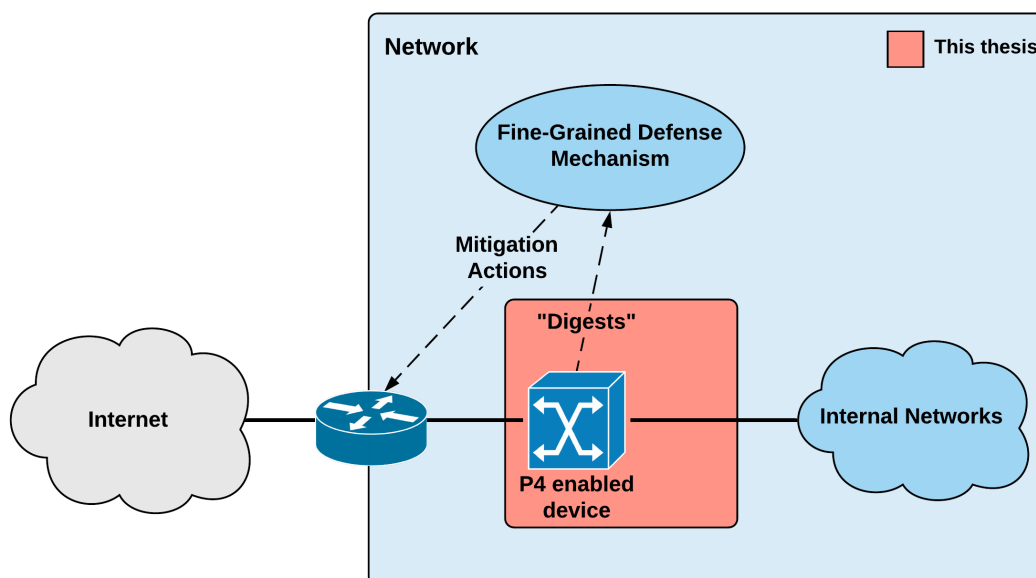 Network
This thesis
Fine-Grained Defense
Mechanism
Mitigation
Actions
"Digests"
Internet
Internal Networks
P4 enabled
device